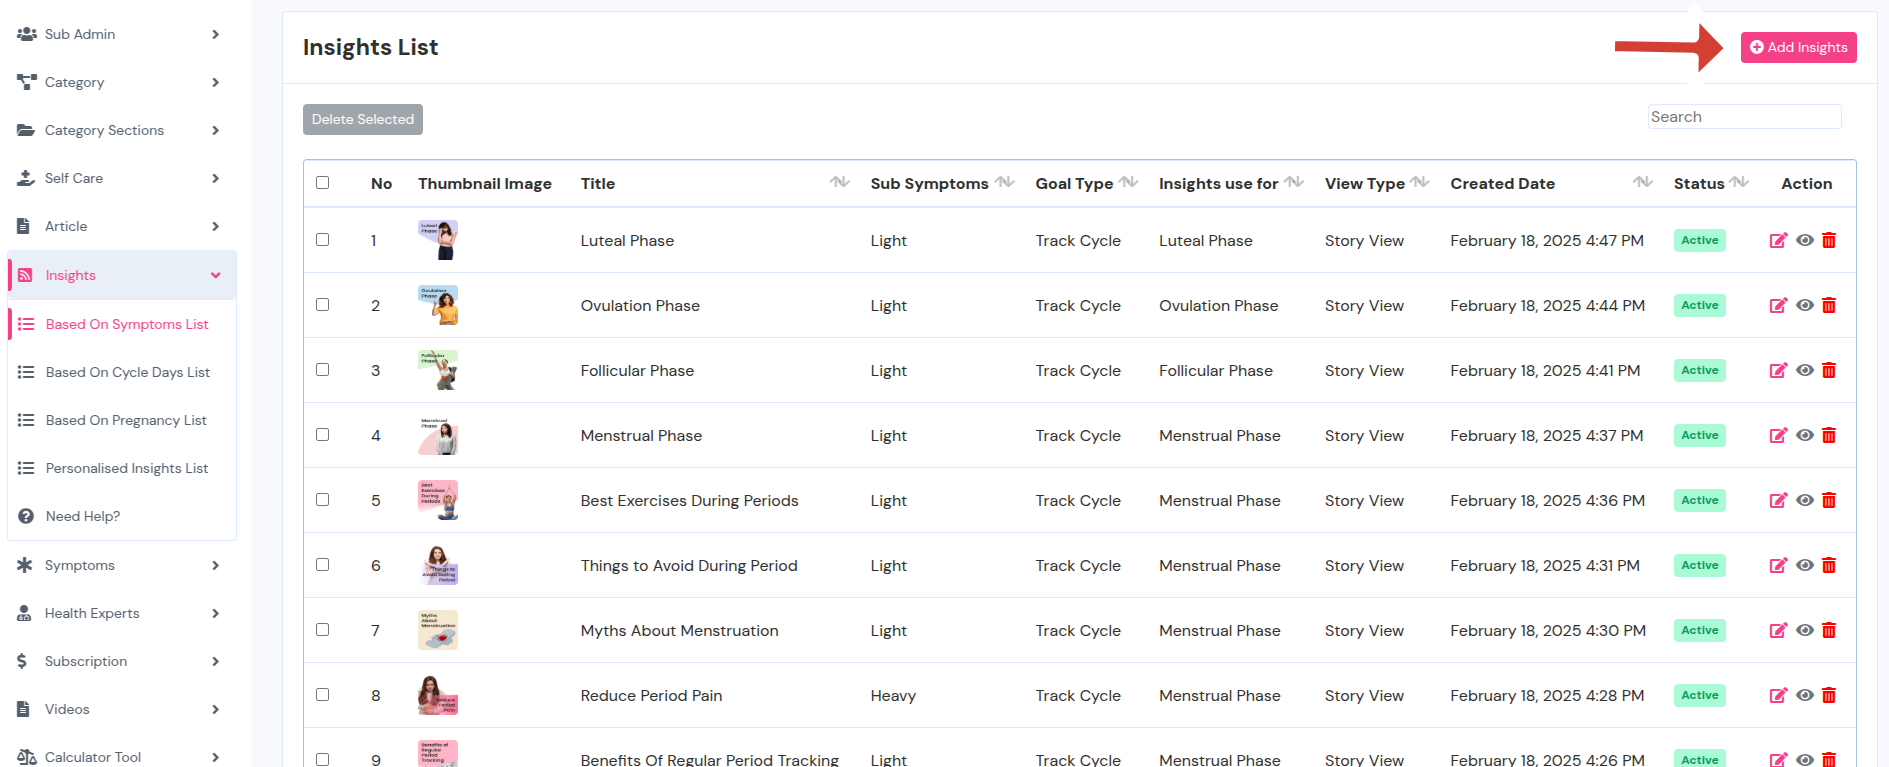 Sub Admin
Category
Category Sections
Self Care
Article
Insights
Based On Symptoms List
Based On Cycle Days List
Based On Pregnancy List
Personalised Insights List
Need Help?
Symptoms
Health Experts
Subscription
Videos
Calculator Tool
Insights List
Add Insights
Delete Selected
Search
No Thumbnail Image Title Sub Symptoms Goal Type Insights use for View Type Created Date Status Action
1 Luteal Phase Luteal Phase Light Track Cycle Luteal Phase Story View February 18, 2025 4:47 PM Active
2 Ovulation Phase Ovulation Phase Light Track Cycle Ovulation Phase Story View February 18, 2025 4:44 PM Active
3 Follicular Phase Follicular Phase Light Track Cycle Follicular Phase Story View February 18, 2025 4:41 PM Active
4 Menstrual Phase Menstrual Phase Light Track Cycle Menstrual Phase Story View February 18, 2025 4:37 PM Active
5 Best Exercises During Periods Best Exercises During Periods Light Track Cycle Menstrual Phase Story View February 18, 2025 4:36 PM Active
6 Things to Avoid During Period Things to Avoid During Period Light Track Cycle Menstrual Phase Story View February 18, 2025 4:31 PM Active
7 Myths About Menstruation Myths About Menstruation Light Track Cycle Menstrual Phase Story View February 18, 2025 4:30 PM Active
8 Reduce Period Pain Reduce Period Pain Heavy Track Cycle Menstrual Phase Story View February 18, 2025 4:28 PM Active
9 Benefits of Regular Period Tracking Benefits Of Regular Period Tracking Light Track Cycle Menstrual Phase Story View February 18, 2025 4:26 PM Active